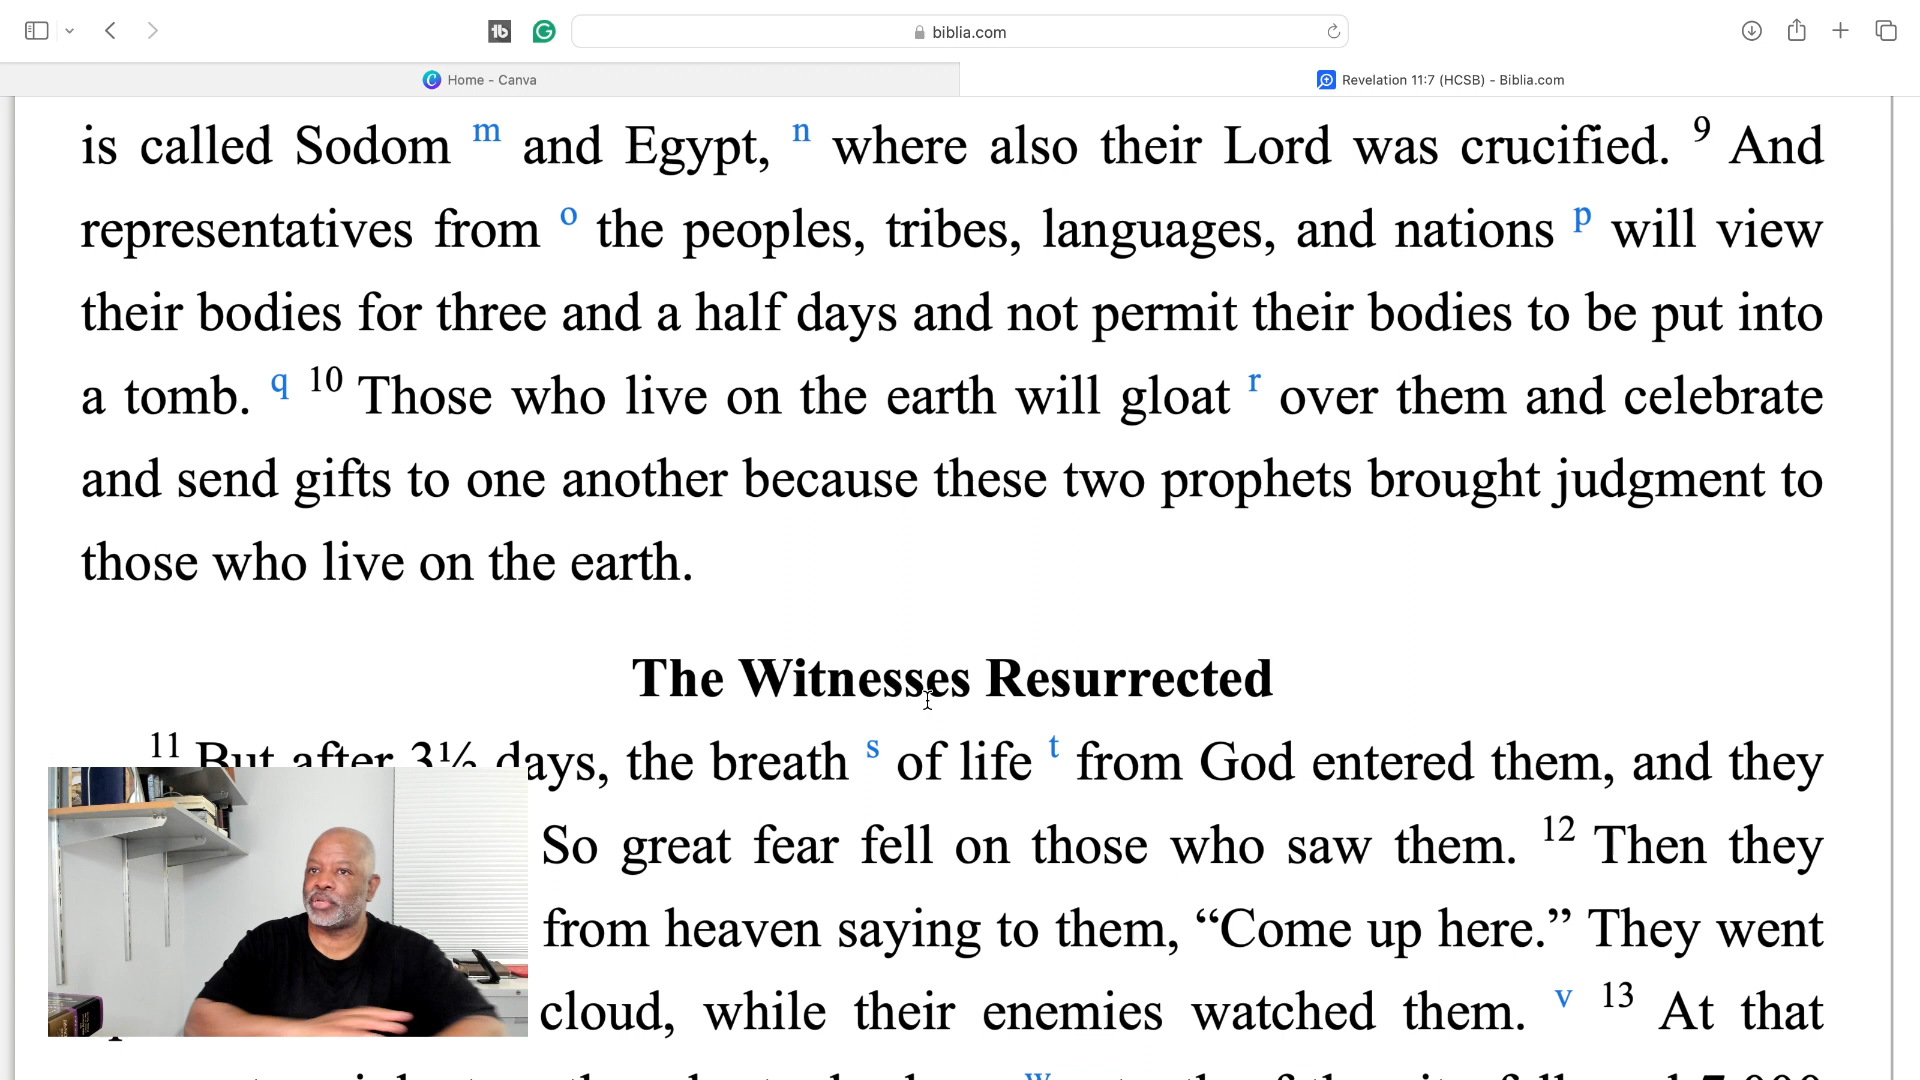 biblia.com
Home - Canva
Revelation 11:7 (HCSB) - Biblia.com
is called Sodom m and Egypt, n where also their Lord was crucified. 9 And
representatives from o the peoples, tribes, languages, and nations p will view
their bodies for three and a half days and not permit their bodies to be put into
a tomb. q 10 Those who live on the earth will gloat r over them and celebrate
and send gifts to one another because these two prophets brought judgment to
those who live on the earth.
The Witnesses Resurrected
11 But after 3½ days, the breath s of life t from God entered them, and they
So great fear fell on those who saw them. 12 Then they
from heaven saying to them, “Come up here.” They went
cloud, while their enemies watched them. v 13 At that